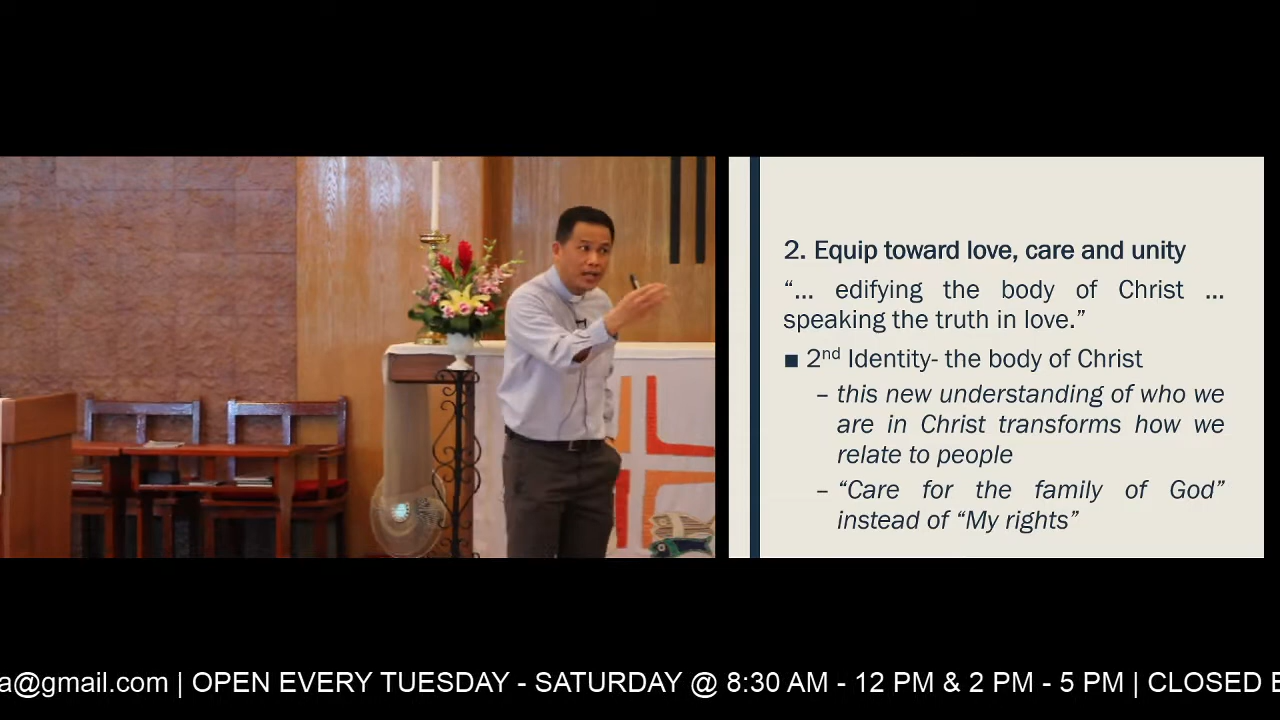 2. Equip toward love, care and unity
“... edifying the body of Christ ...
speaking the truth in love.”
■ 2nd Identity- the body of Christ
– this new understanding of who we
are in Christ transforms how we
relate to people
– “Care for the family of God”
instead of “My rights”
a@gmail.com | OPEN EVERY TUESDAY - SATURDAY @ 8:30 AM - 12 PM & 2 PM - 5 PM | CLOSED E